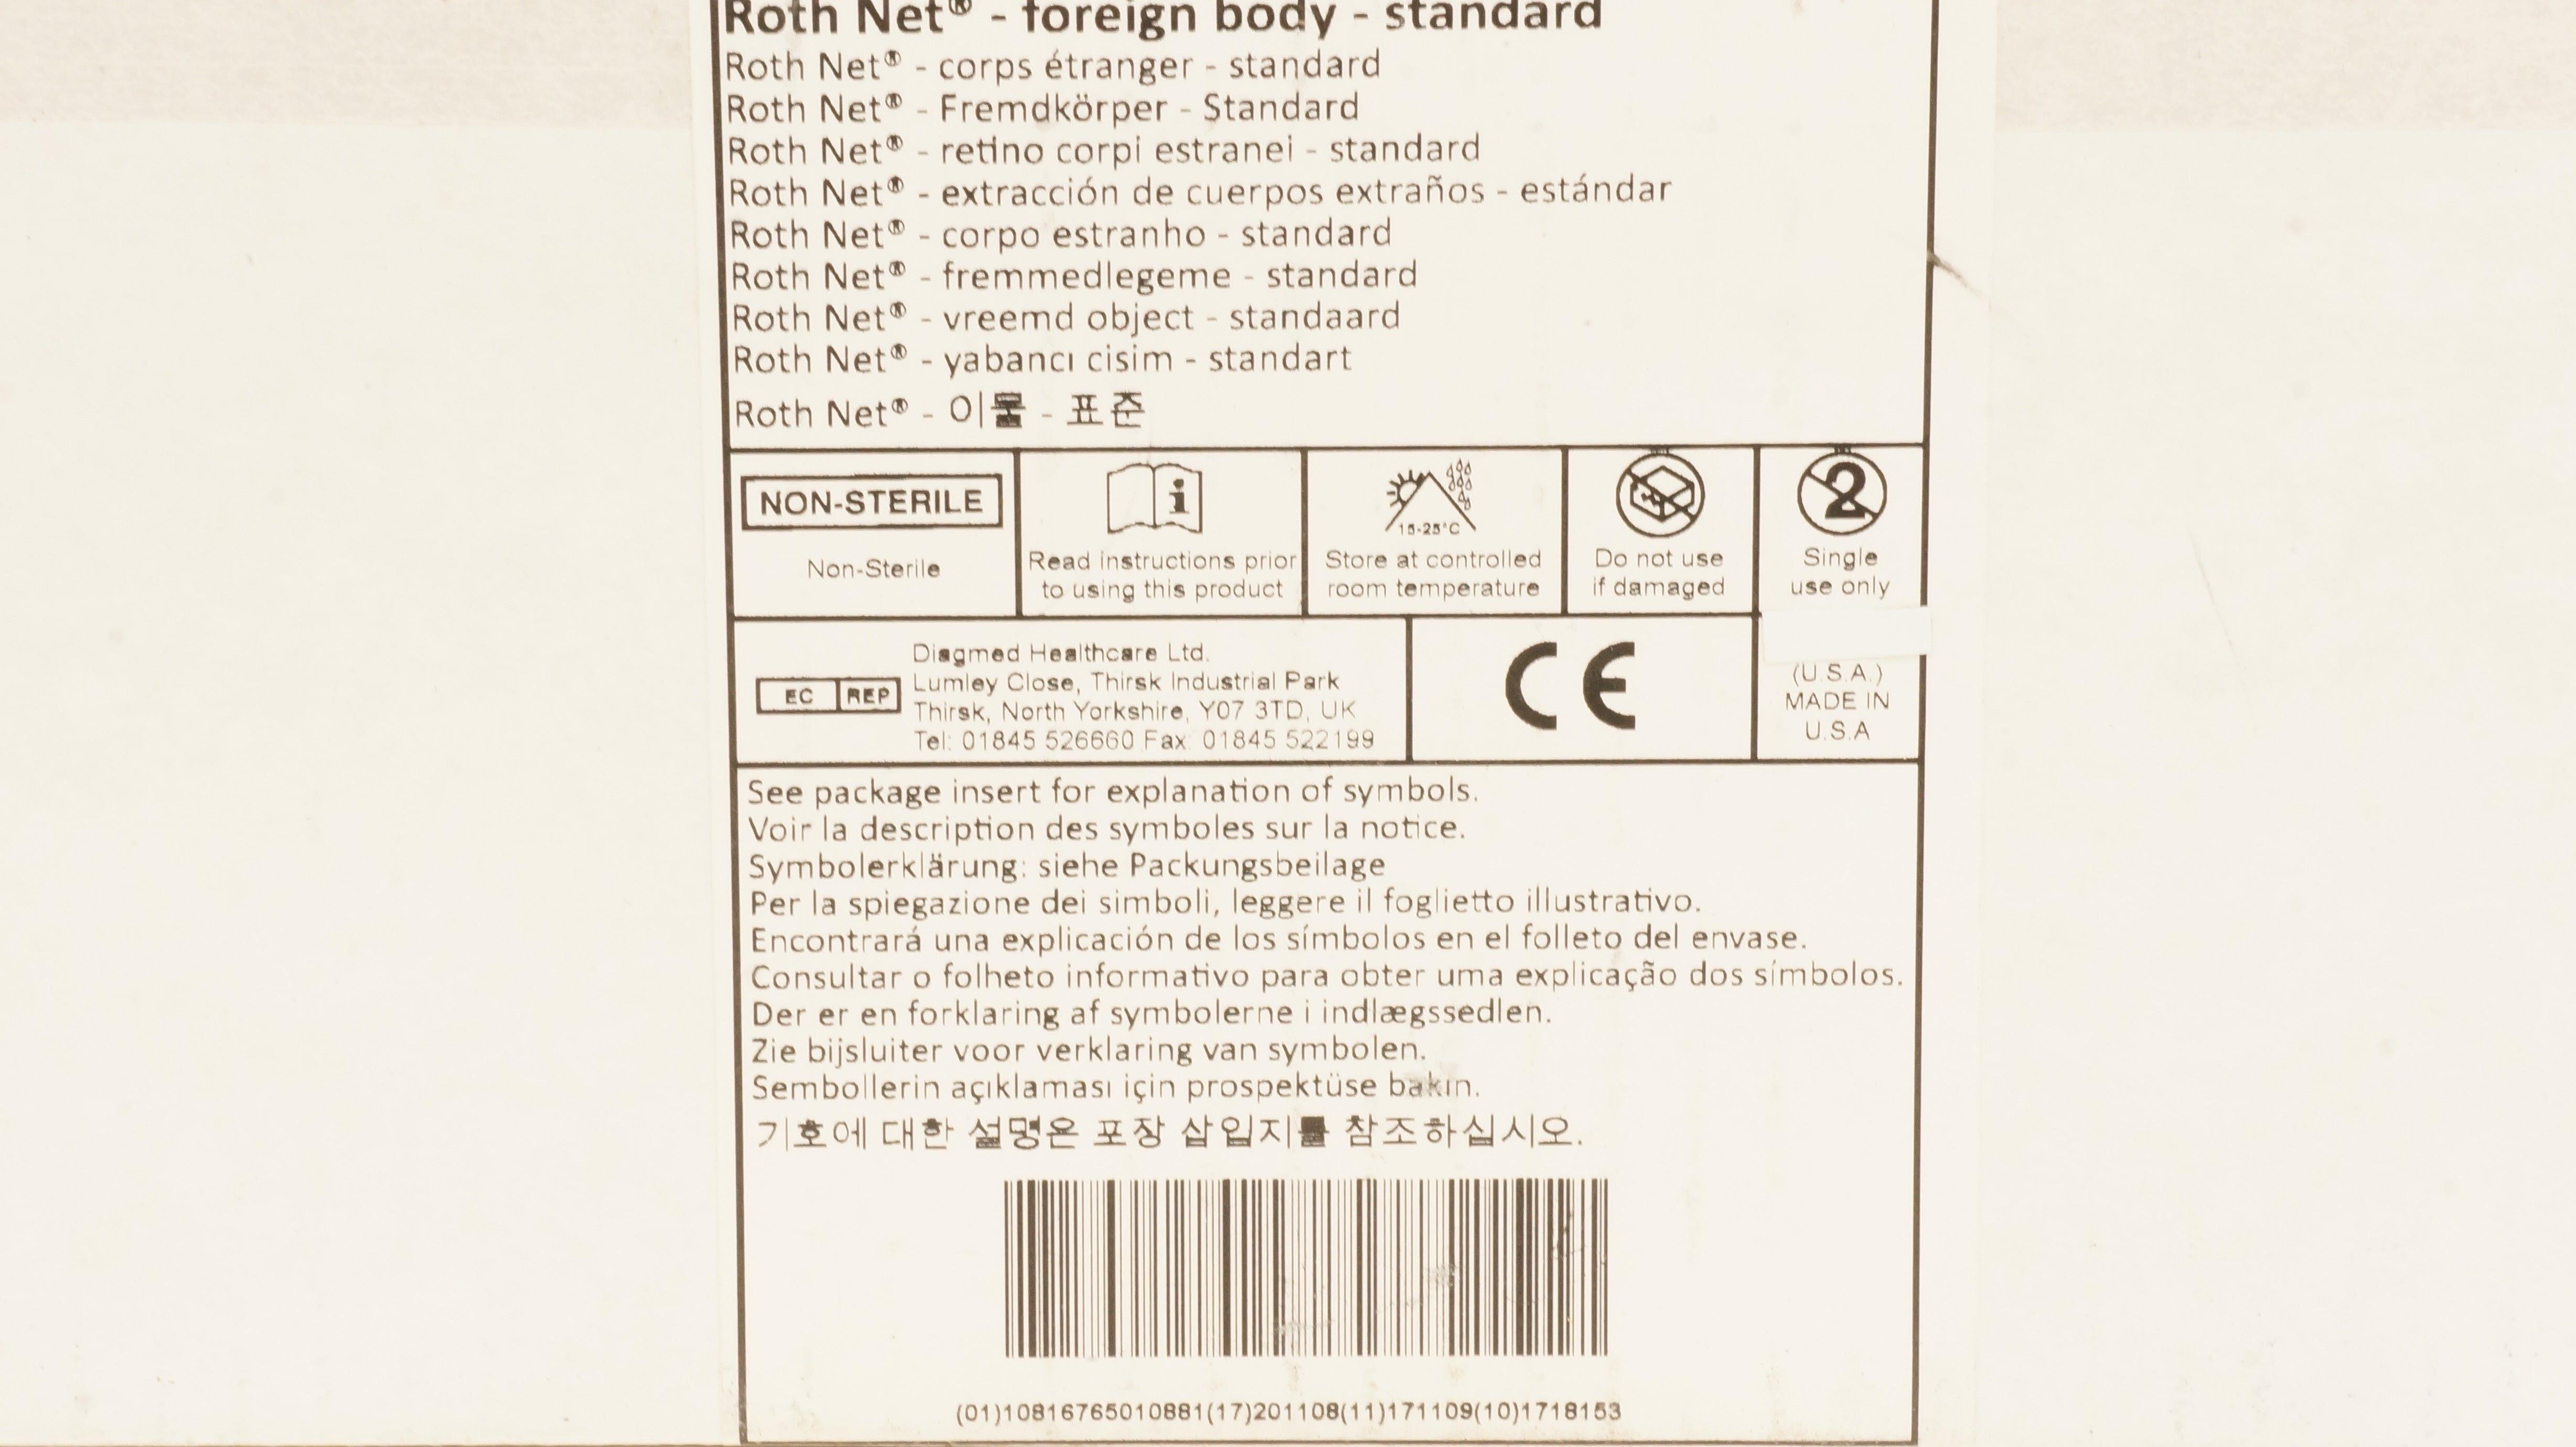 Roth Net® - foreign body - standard
Roth Net® - corps étranger - standard
Roth Net® - Fremdkörper - Standard
Roth Net® - retino corpi estranei - standard
Roth Net® - extracción de cuerpos extraños - estándar
Roth Net® - corpo estranho - standard
Roth Net® - fremmedlegeme - standard
Roth Net® - vreemd object - standaard
Roth Net® - yabancı cisim - standart
Roth Net® - 이물 - 표준
NON-STERILE
Non-Sterile
i
Read instructions prior
to using this product
15-25°C
Store at controlled
room temperature
Do not use
if damaged
2
Single
use only
EC REP
Diagmed Healthcare Ltd.
Lumley Close, Thirsk Industrial Park
Thirsk, North Yorkshire, Y07 3TD, UK
Tel: 01845 526660 Fax: 01845 522199
CE
(U.S.A.)
MADE IN
U.S.A
See package insert for explanation of symbols.
Voir la description des symboles sur la notice.
Symbolerklärung: siehe Packungsbeilage
Per la spiegazione dei simboli, leggere il foglietto illustrativo.
Encontrará una explicación de los símbolos en el folleto del envase.
Consultar o folheto informativo para obter uma explicação dos símbolos.
Der er en forklaring af symbolerne i indlægssedlen.
Zie bijsluiter voor verklaring van symbolen.
Sembollerin açıklaması için prospektüse bakın.
기호에 대한 설명은 포장 삽입지를 참조하십시오.
(01)10816765010881(17)201108(11)171109(10)1718153